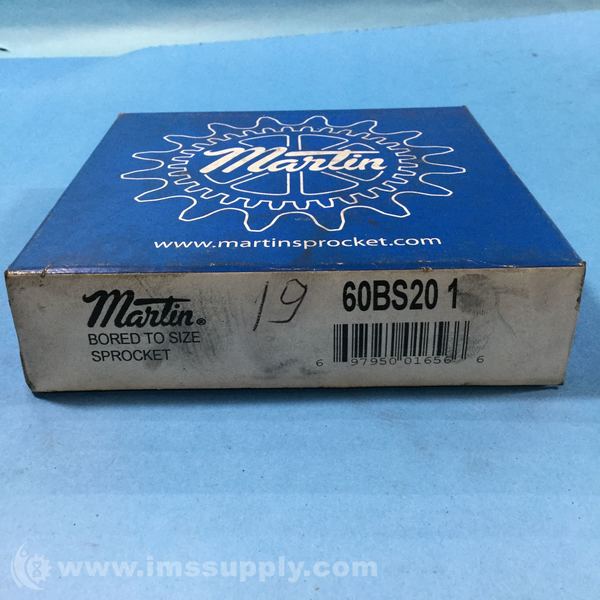 Martin
www.martinsprocket.com
Martin®
BORED TO SIZE
SPROCKET
19
60BS20 1
6 97950 01656 6
www.imssupply.com